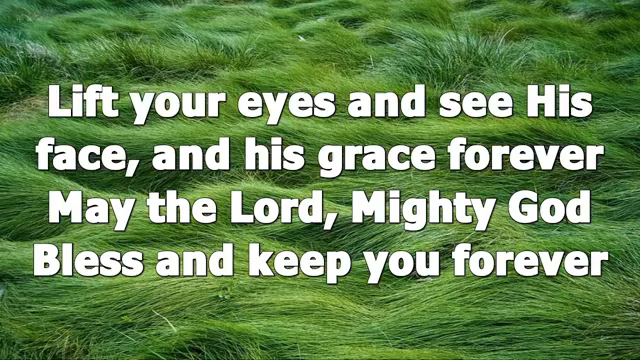 Lift your eyes and see His
face, and his grace forever
May the Lord, Mighty God
Bless and keep you forever